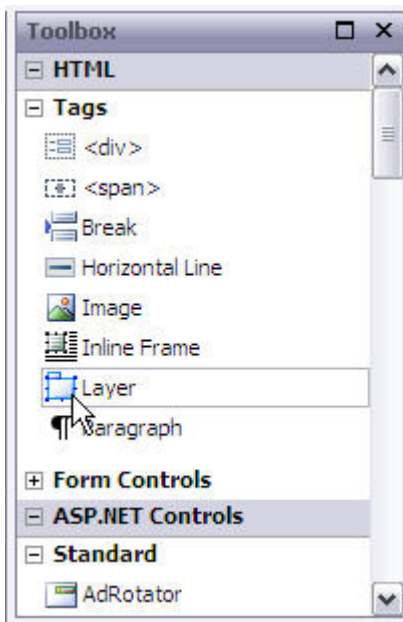 Toolbox
HTML
Tags
<div>
<span>
Break
Horizontal Line
Image
Inline Frame
Layer
Paragraph
Form Controls
ASP.NET Controls
Standard
AdRotator